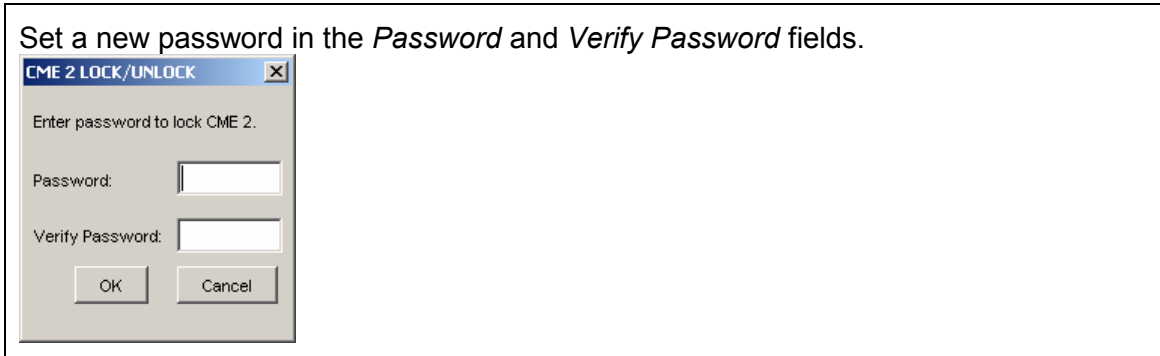 Set a new password in the Password and Verify Password fields.
CME 2 LOCK/UNLOCK
Enter password to lock CME 2.
Password:
Verify Password:
OK Cancel